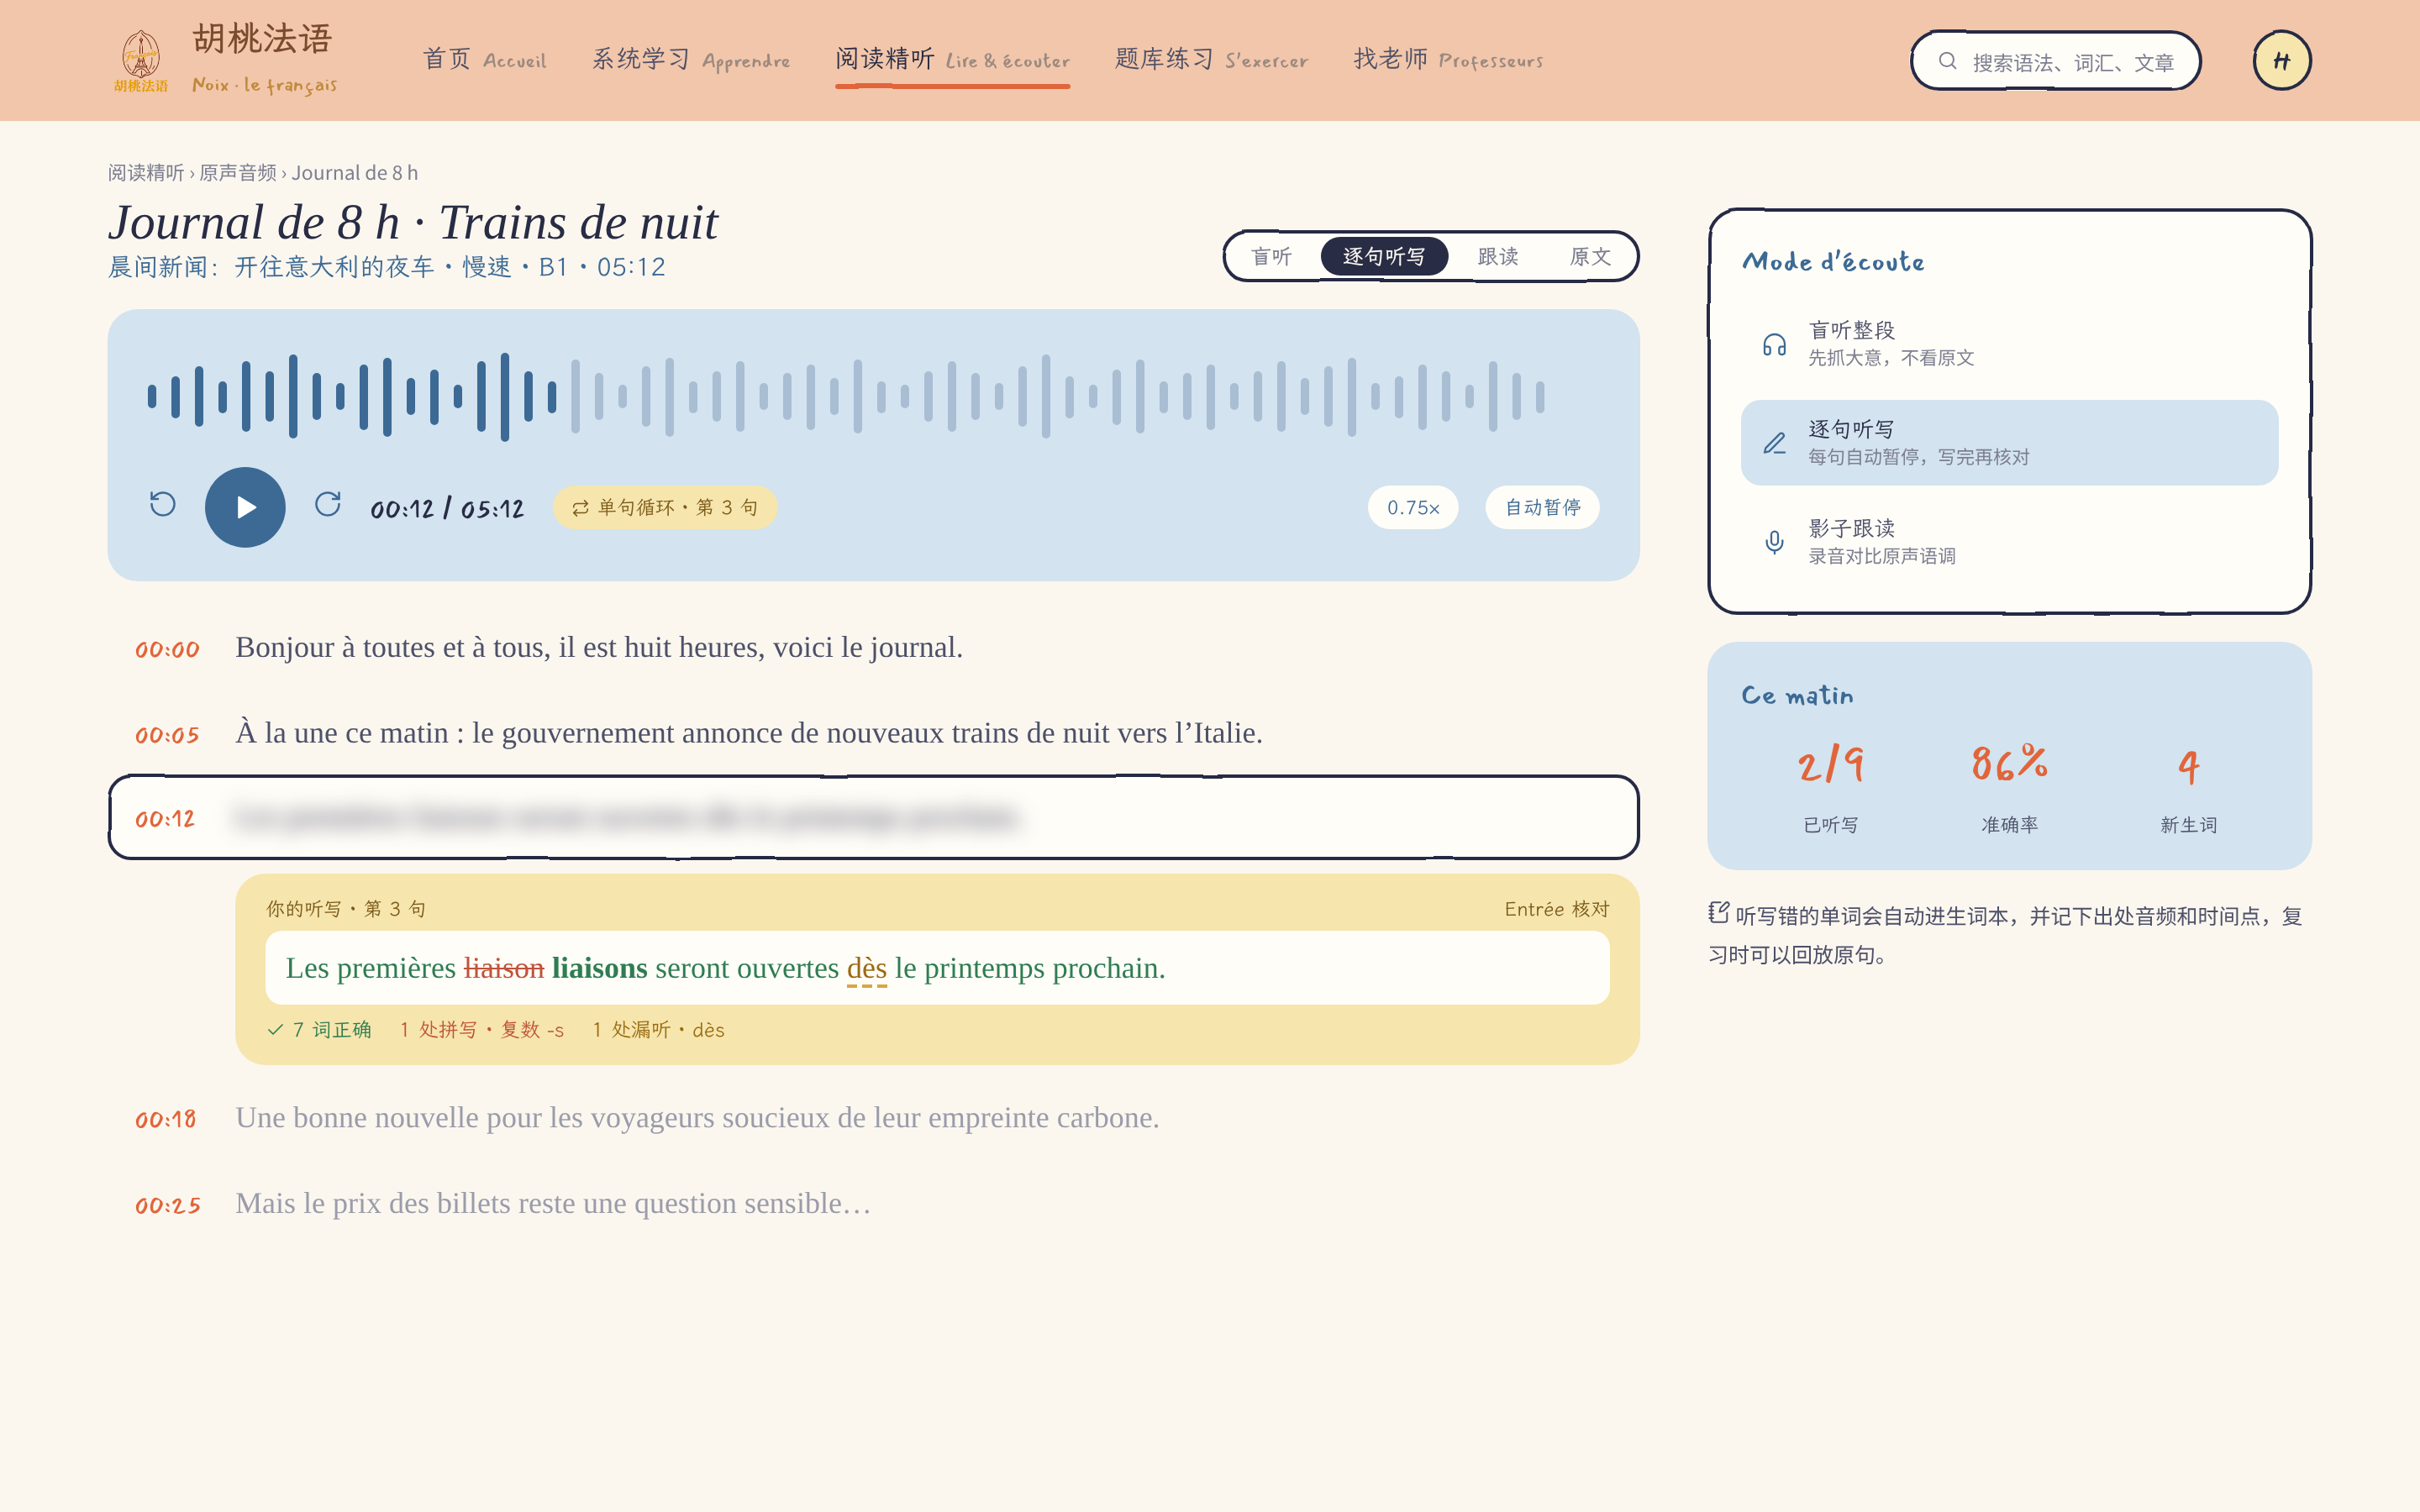 Français
胡桃法语
胡桃法语
Noix · le français
首页 Accueil
系统学习 Apprendre
阅读精听 Lire & écouter
题库练习 S'exercer
找老师 Professeurs
搜索语法、词汇、文章
H
阅读精听 › 原声音频 › Journal de 8 h
Journal de 8 h · Trains de nuit
晨间新闻：开往意大利的夜车 · 慢速 · B1 · 05:12
盲听
逐句听写
跟读
原文
00:12 / 05:12
单句循环 · 第 3 句
0.75×
自动暂停
00:00 Bonjour à toutes et à tous, il est huit heures, voici le journal.
00:05 À la une ce matin : le gouvernement annonce de nouveaux trains de nuit vers l’Italie.
00:12
你的听写 · 第 3 句
Entrée 核对
Les premières liaison liaisons seront ouvertes dès le printemps prochain.
7 词正确 1 处拼写 · 复数 -s 1 处漏听 · dès
00:18 Une bonne nouvelle pour les voyageurs soucieux de leur empreinte carbone.
00:25 Mais le prix des billets reste une question sensible…
Mode d'écoute
盲听整段
先抓大意，不看原文
逐句听写
每句自动暂停，写完再核对
影子跟读
录音对比原声语调
Ce matin
2/9 86% 4
已听写 准确率 新生词
听写错的单词会自动进生词本，并记下出处音频和时间点，复
习时可以回放原句。